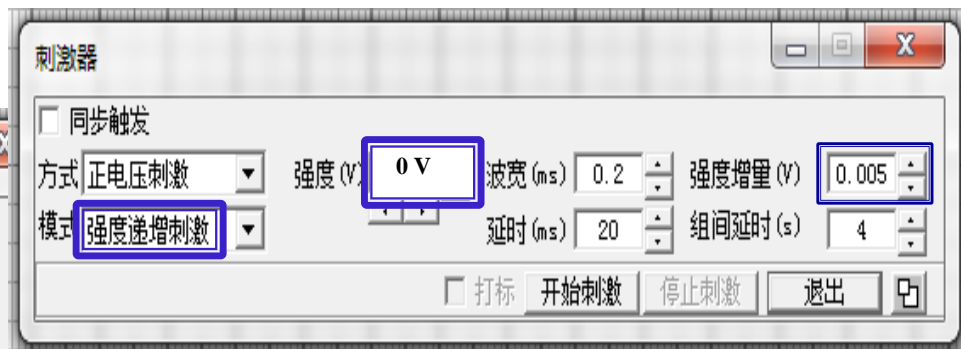 刺激器
同步触发
方式 正电压刺激 强度(V) 0 V 波宽(ms) 0.2 强度增量(V) 0.005
模式 强度递增刺激 延时(ms) 20 组间延时(s) 4
打标 开始刺激 停止刺激 退出